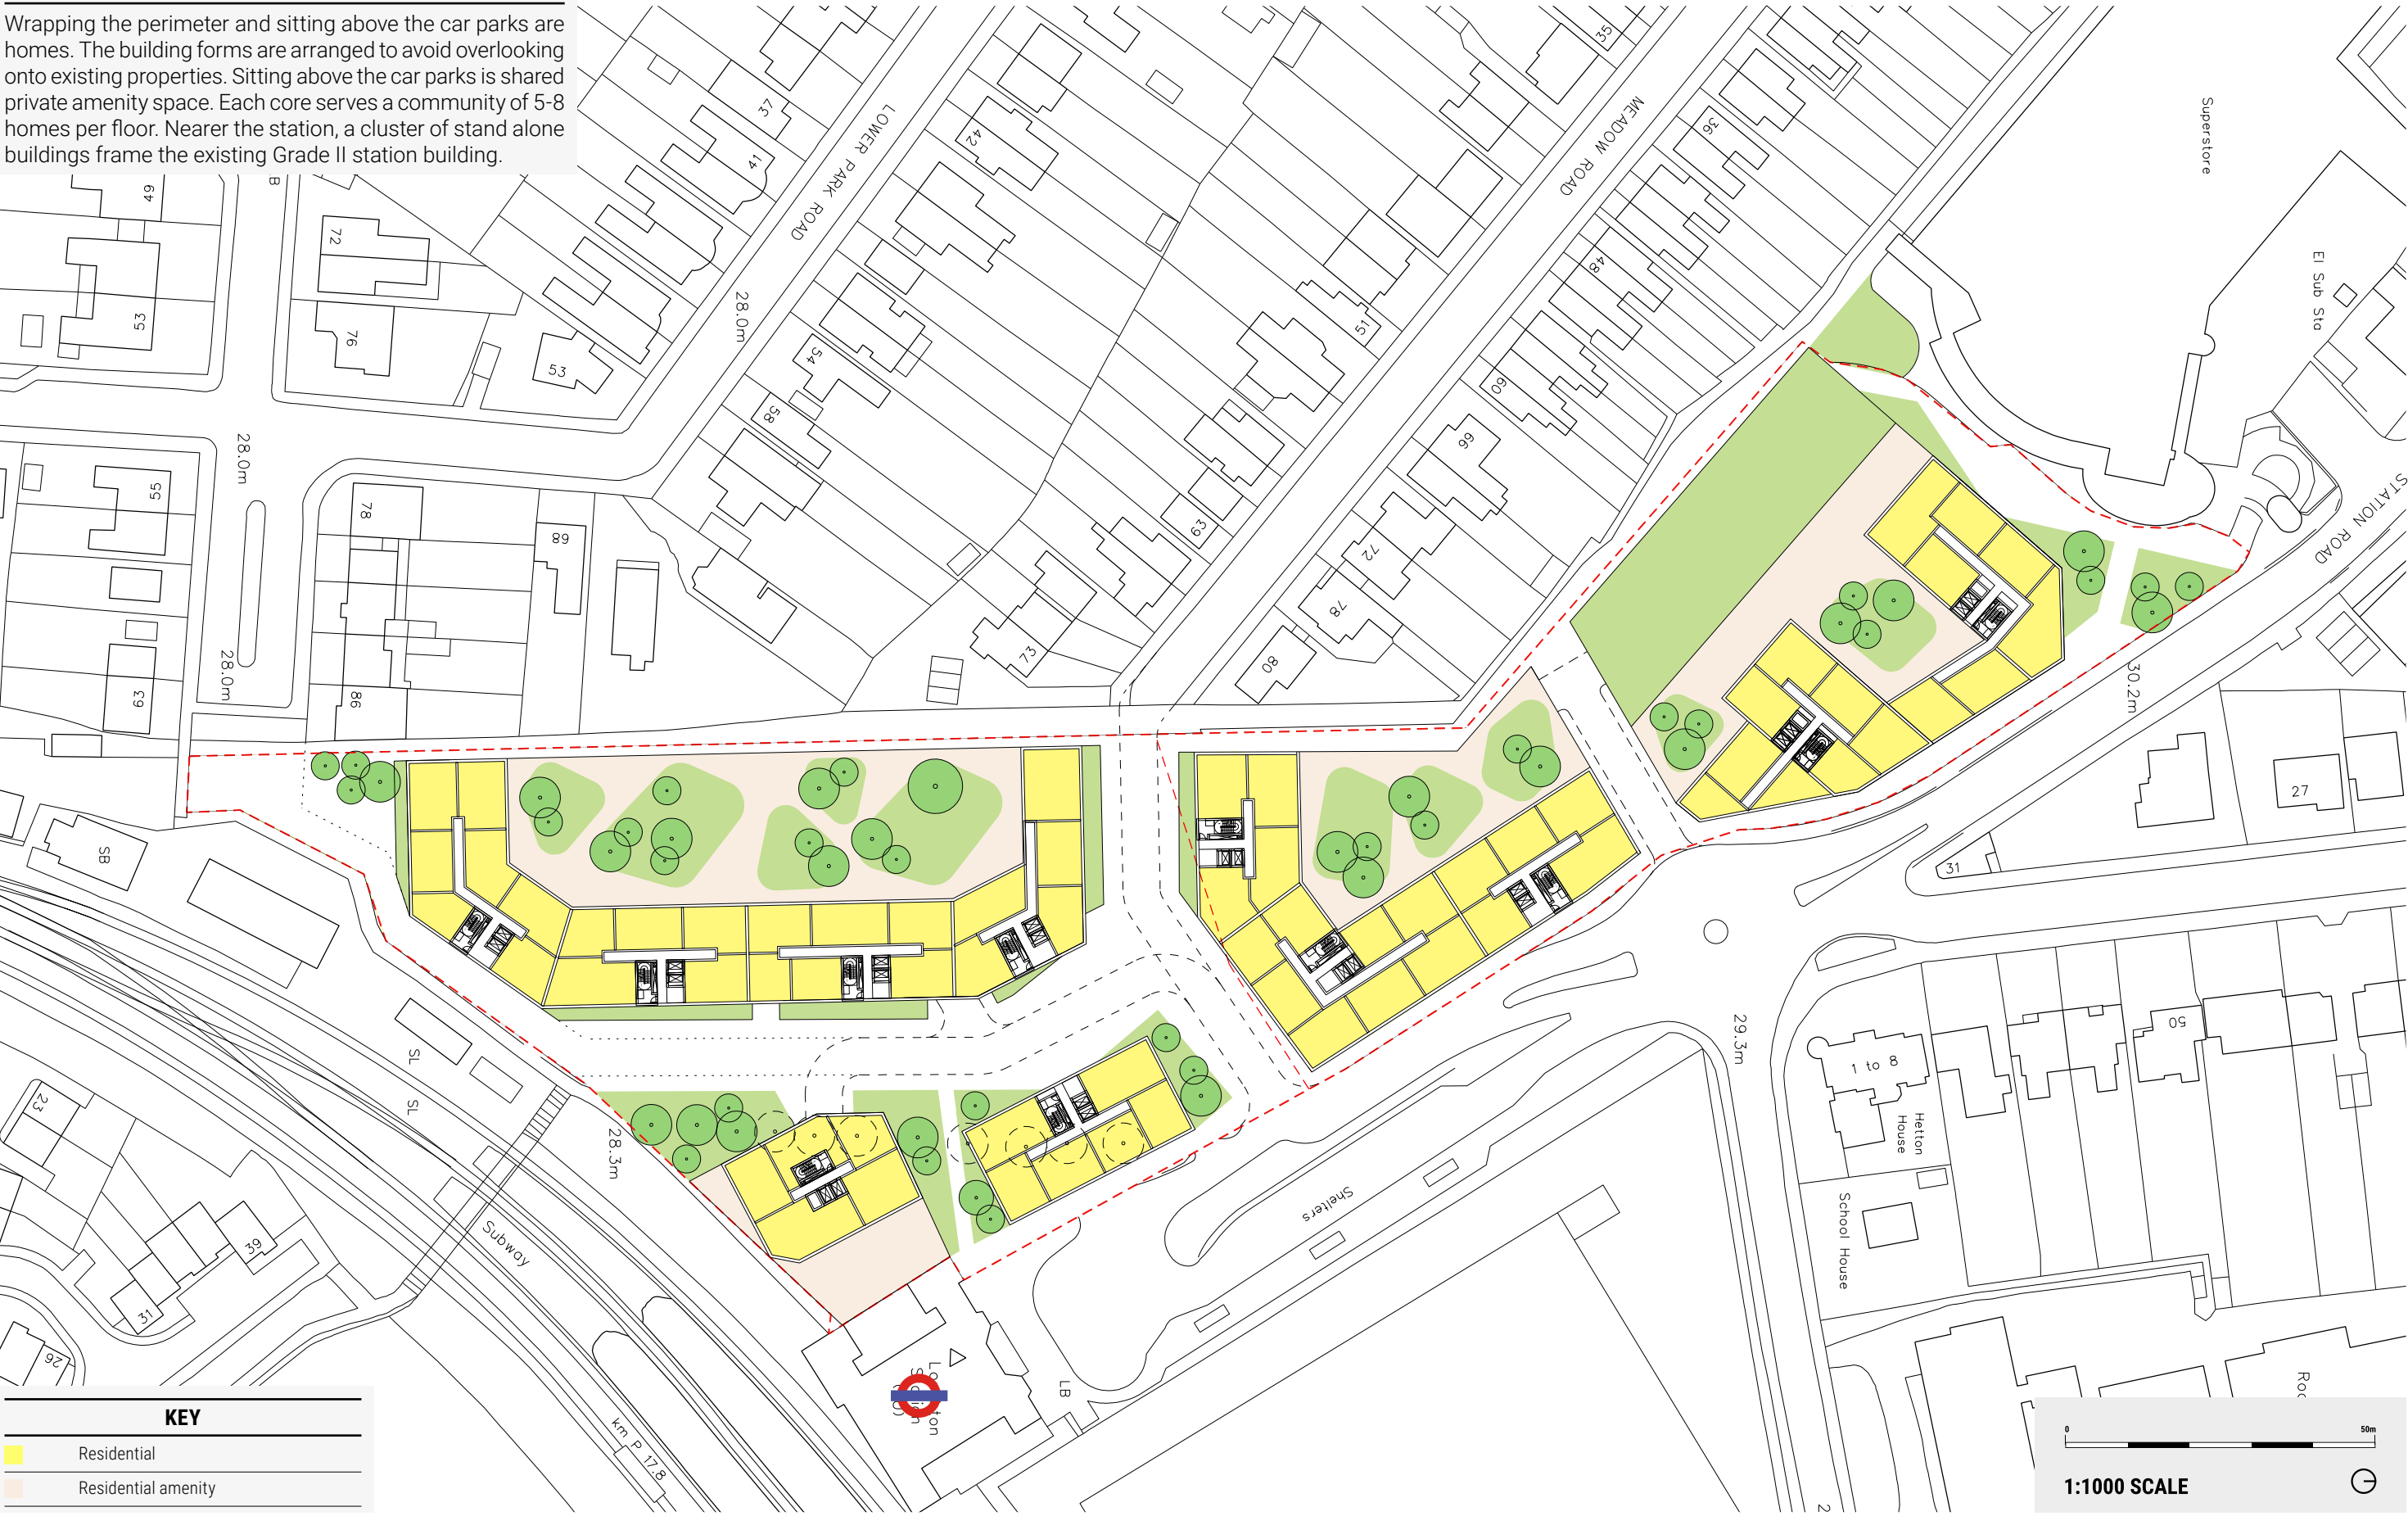 Wrapping the perimeter and sitting above the car parks are
homes. The building forms are arranged to avoid overlooking
onto existing properties. Sitting above the car parks is shared
private amenity space. Each core serves a community of 5-8
homes per floor. Nearer the station, a cluster of stand alone
buildings frame the existing Grade II station building.
35
37
41
42
49
B
LOWER PARK ROAD
MEADOW ROAD
36
Superstore
72
53
76
53
28.0m
48
El Sub Sta
51
54
58
60
66
28.0m
55
78
68
63
72
78
73
80
STATION ROAD
28.0m
63
86
30.2m
27
31
SB
SL
SL
29.3m
50
1 to 8
Hetton
House
School House
28.3m
23
Subway
39
31
26
Shelters
LB
km P 17.8
KEY
Residential
Residential amenity
0
50m
1:1000 SCALE